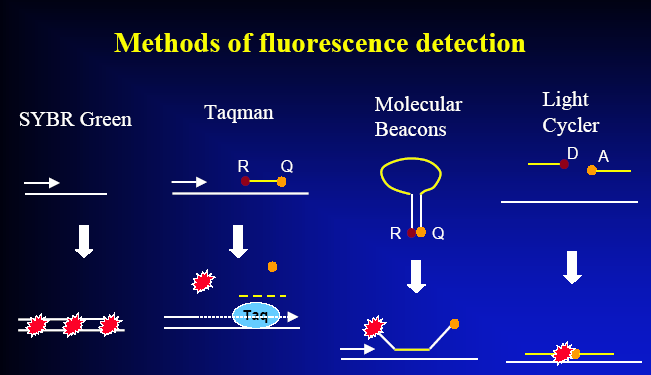 Methods of fluorescence detection
SYBR Green
Taqman
Molecular
Beacons
Light
Cycler
R Q
D A
R Q
Taq